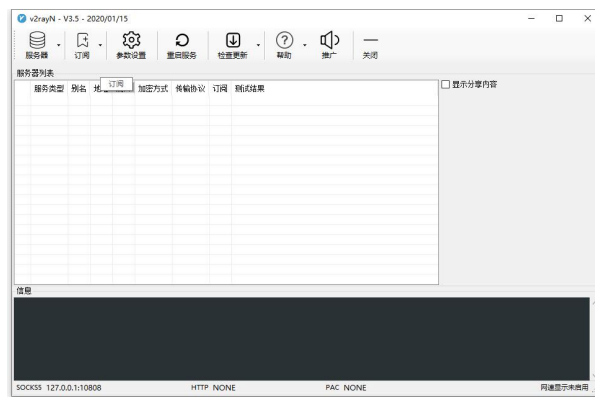 v2rayN - V3.5 - 2020/01/15
服务器 订阅 参数设置 重启服务 检查更新 帮助 推广 关闭
服务器列表
服务类型 别名 加密方式 传输协议 订阅 测试结果
订阅
显示分享内容
信息
SOCKS5 127.0.0.1:10808 HTTP NONE PAC NONE 网速显示未启用